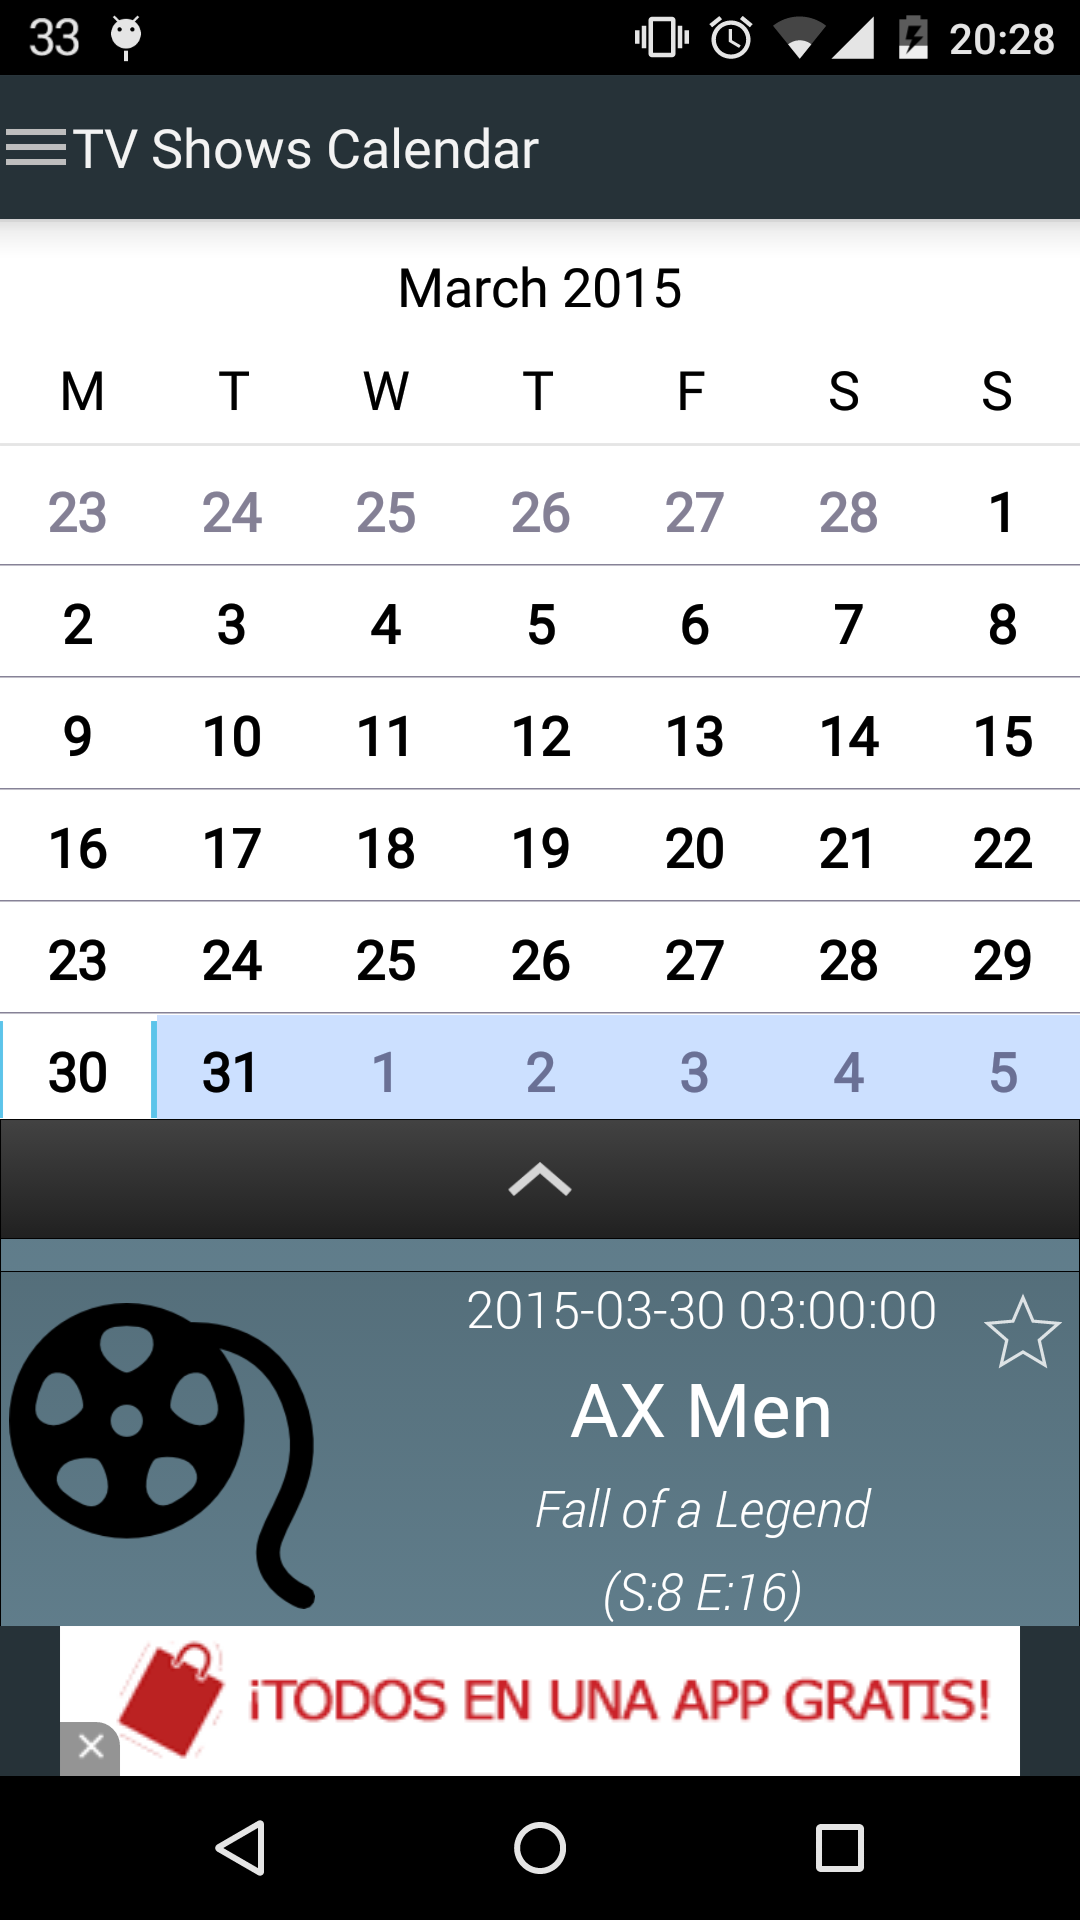 33 20:28
TV Shows Calendar
March 2015
M T W T F S S
23 24 25 26 27 28 1
2 3 4 5 6 7 8
9 10 11 12 13 14 15
16 17 18 19 20 21 22
23 24 25 26 27 28 29
30 31 1 2 3 4 5
2015-03-30 03:00:00
AX Men
Fall of a Legend
(S:8 E:16)
¡TODOS EN UNA APP GRATIS!